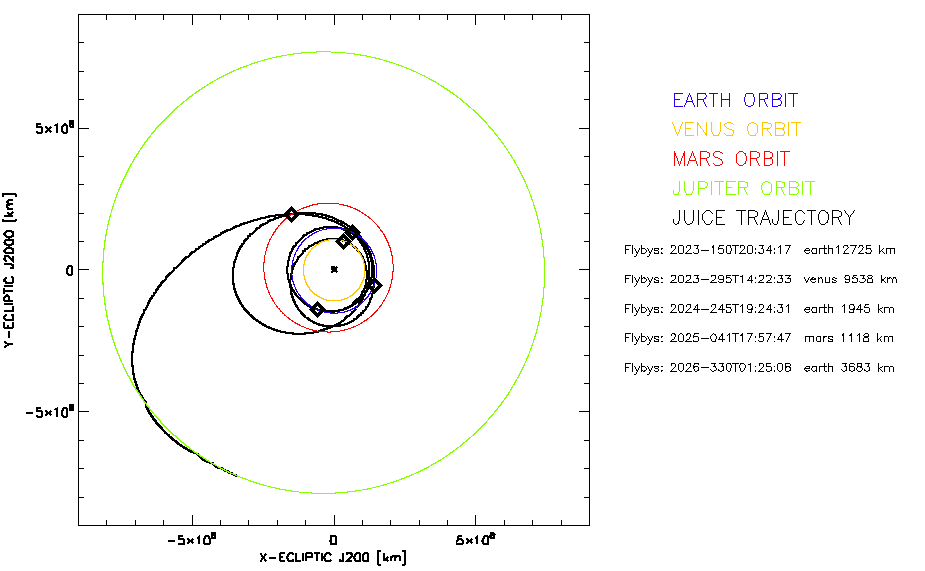 EARTH ORBIT
VENUS ORBIT
MARS ORBIT
JUPITER ORBIT
JUICE TRAJECTORY
Flybys: 2023-150T20:34:17 earth12725 km
Flybys: 2023-295T14:22:33 venus 9538 km
Flybys: 2024-245T19:24:31 earth 1945 km
Flybys: 2025-041T17:57:47 mars 1118 km
Flybys: 2026-330T01:25:08 earth 3683 km
Y-ECLIPTIC J2000 [km]
5×10⁸
0
-5×10⁸
-5×10⁸ 0 5×10⁸
X-ECLIPTIC J200 [km]